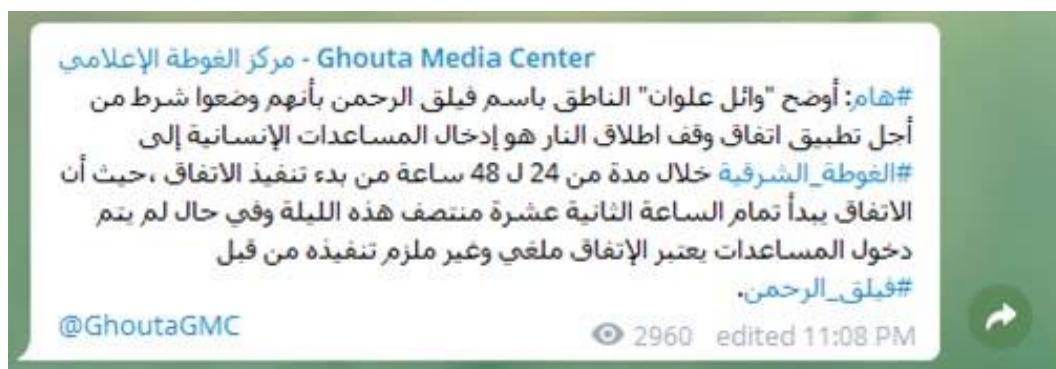 Ghouta Media Center - مركز الغوطة الإعلامي
#هام: أوضح "وائل علوان" الناطق باسم فيلق الرحمن بأنهم وضعوا شرط من
أجل تطبيق اتفاق وقف اطلاق النار هو إدخال المساعدات الإنسانية إلى
#الغوطة_الشرقية خلال مدة من 24 ل 48 ساعة من بدء تنفيذ الاتفاق ،حيث أن
الاتفاق يبدأ تمام الساعة الثانية عشرة منتصف هذه الليلة وفي حال لم يتم
دخول المساعدات يعتبر الإتفاق ملغي وغير ملزم تنفيذه من قبل
#فيلق_الرحمن.
@GhoutaGMC 2960 edited 11:08 PM